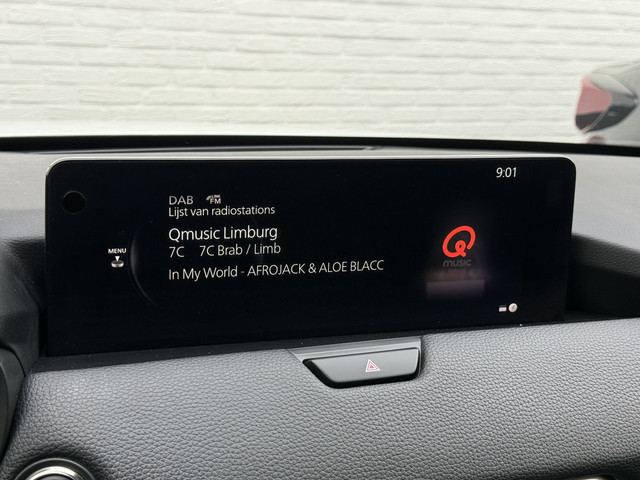 9:01
DAB FM
Lijst van radiostations
Qmusic Limburg
7C 7C Brab / Limb
In My World - AFROJACK & ALOE BLACC
MENU
Q
music